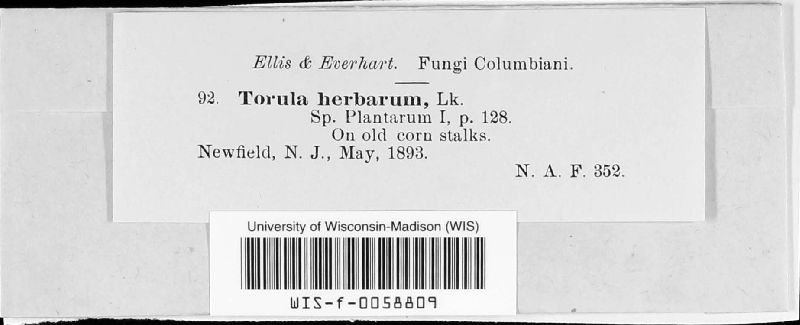 Ellis & Everhart. Fungi Columbiani.
92. Torula herbarum, Lk.
Sp. Plantarum I, p. 128.
On old corn stalks.
Newfield, N. J., May, 1893.
N. A. F. 352.
University of Wisconsin-Madison (WIS)
WIS-f-0058809